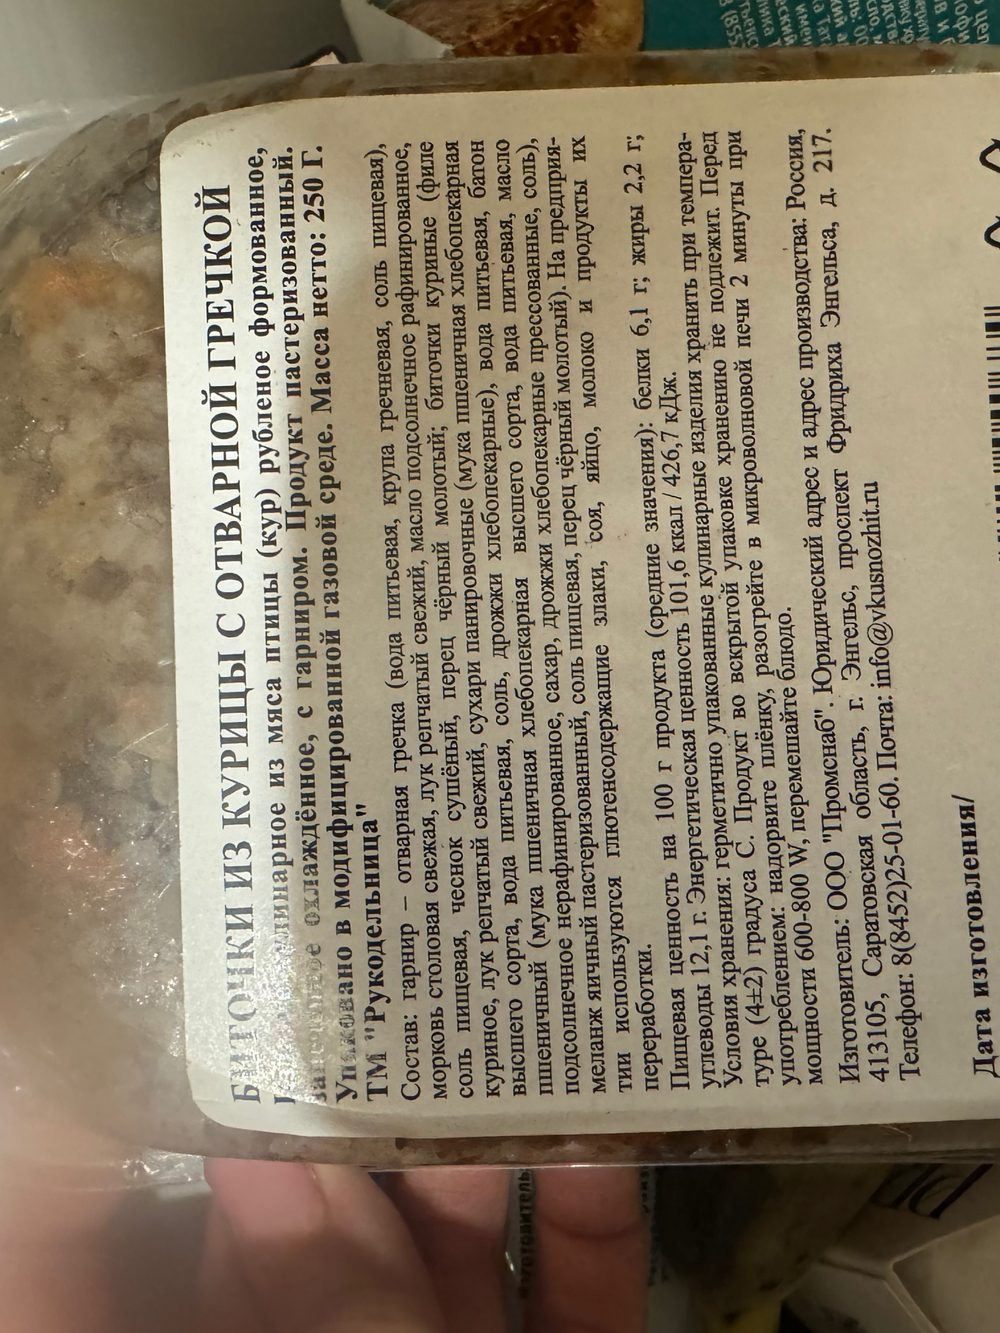 БИТОЧКИ ИЗ КУРИЦЫ С ОТВАРНОЙ ГРЕЧКОЙ
кулинарное из мяса птицы (кур) рубленое формованное,
охлаждённое, с гарниром. Продукт пастеризованный.
Упаковано в модифицированной газовой среде. Масса нетто: 250 Г.
ТМ "Рукодельница"
Состав: гарнир – отварная гречка (вода питьевая, крупа гречневая, соль пищевая),
морковь столовая свежая, лук репчатый свежий, масло подсолнечное рафинированное,
соль пищевая, чеснок сушёный, перец чёрный молотый; биточки куриные (филе
куриное, лук репчатый свежий, сухари панировочные (мука пшеничная хлебопекарная
высшего сорта, вода питьевая, соль, дрожжи хлебопекарные), вода питьевая, батон
пшеничный (мука пшеничная хлебопекарная высшего сорта, вода питьевая, масло
подсолнечное нерафинированное, сахар, дрожжи хлебопекарные прессованные, соль),
меланж яичный пастеризованный, соль пищевая, перец чёрный молотый). На предприя-
тии используются глютенсодержащие злаки, соя, яйцо, молоко и продукты их
переработки.
Пищевая ценность на 100 г продукта (средние значения): белки 6,1 г; жиры 2,2 г;
углеводы 12,1 г. Энергетическая ценность 101,6 ккал / 426,7 кДж.
Условия хранения: герметично упакованные кулинарные изделия хранить при темпера-
туре (4±2) градуса С. Продукт во вскрытой упаковке хранению не подлежит. Перед
употреблением: надорвите плёнку, разогрейте в микроволновой печи 2 минуты при
мощности 600-800 W, перемешайте блюдо.
Изготовитель: ООО "Промснаб". Юридический адрес и адрес производства: Россия,
413105, Саратовская область, г. Энгельс, проспект Фридриха Энгельса, д. 217.
Телефон: 8(8452)25-01-60. Почта: info@vkusnozhit.ru
Дата изготовления/